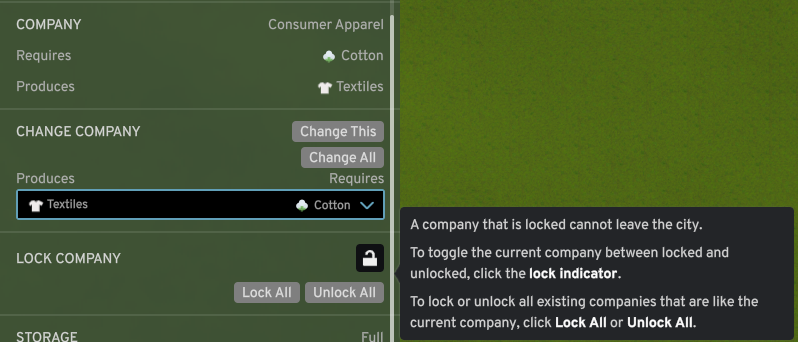 COMPANY Consumer Apparel
Requires Cotton
Produces Textiles
CHANGE COMPANY Change This
Change All
Produces Requires
Textiles Cotton
LOCK COMPANY
Lock All Unlock All
STORAGE Full
A company that is locked cannot leave the city.
To toggle the current company between locked and
unlocked, click the lock indicator.
To lock or unlock all existing companies that are like the
current company, click Lock All or Unlock All.